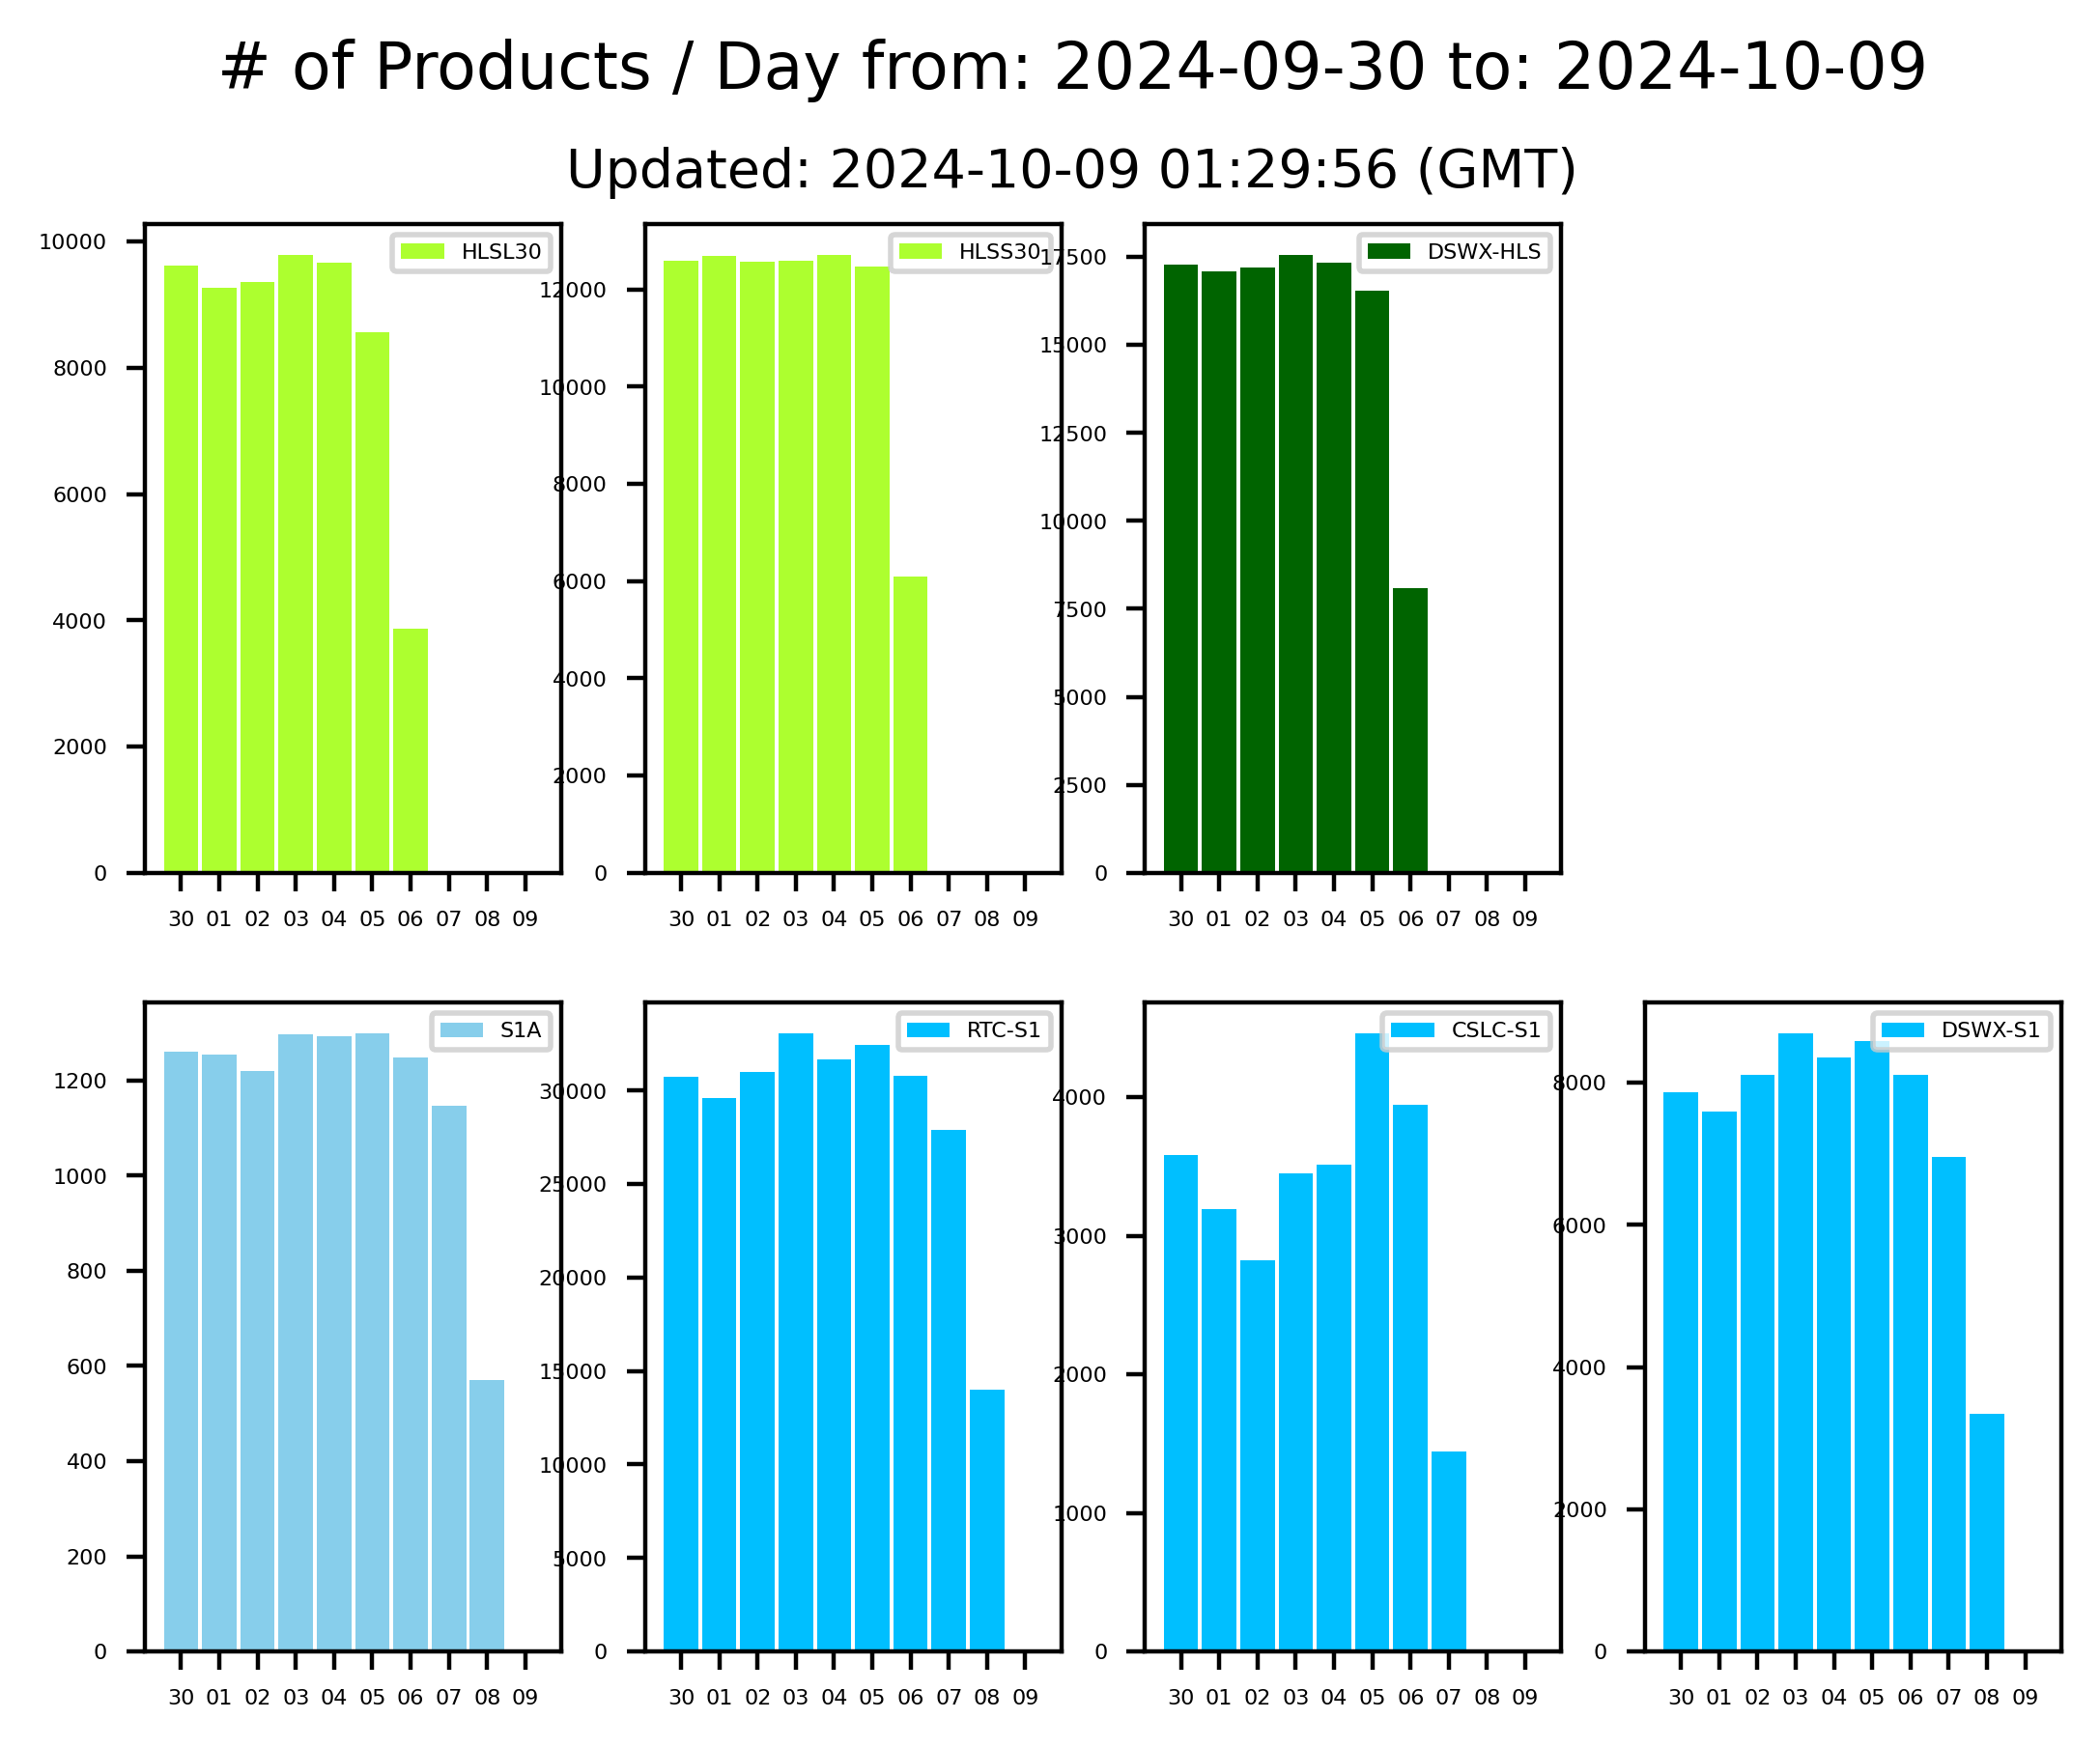 # of Products / Day from: 2024-09-30 to: 2024-10-09
Updated: 2024-10-09 01:29:56 (GMT)
HLSL30
10000
8000
6000
4000
2000
0
30 01 02 03 04 05 06 07 08 09
HLSS30
12000
10000
8000
6000
4000
2000
0
30 01 02 03 04 05 06 07 08 09
DSWX-HLS
17500
15000
12500
10000
7500
5000
2500
0
30 01 02 03 04 05 06 07 08 09
S1A
1200
1000
800
600
400
200
0
30 01 02 03 04 05 06 07 08 09
RTC-S1
30000
25000
20000
15000
10000
5000
0
30 01 02 03 04 05 06 07 08 09
CSLC-S1
4000
3000
2000
1000
0
30 01 02 03 04 05 06 07 08 09
DSWX-S1
8000
6000
4000
2000
0
30 01 02 03 04 05 06 07 08 09